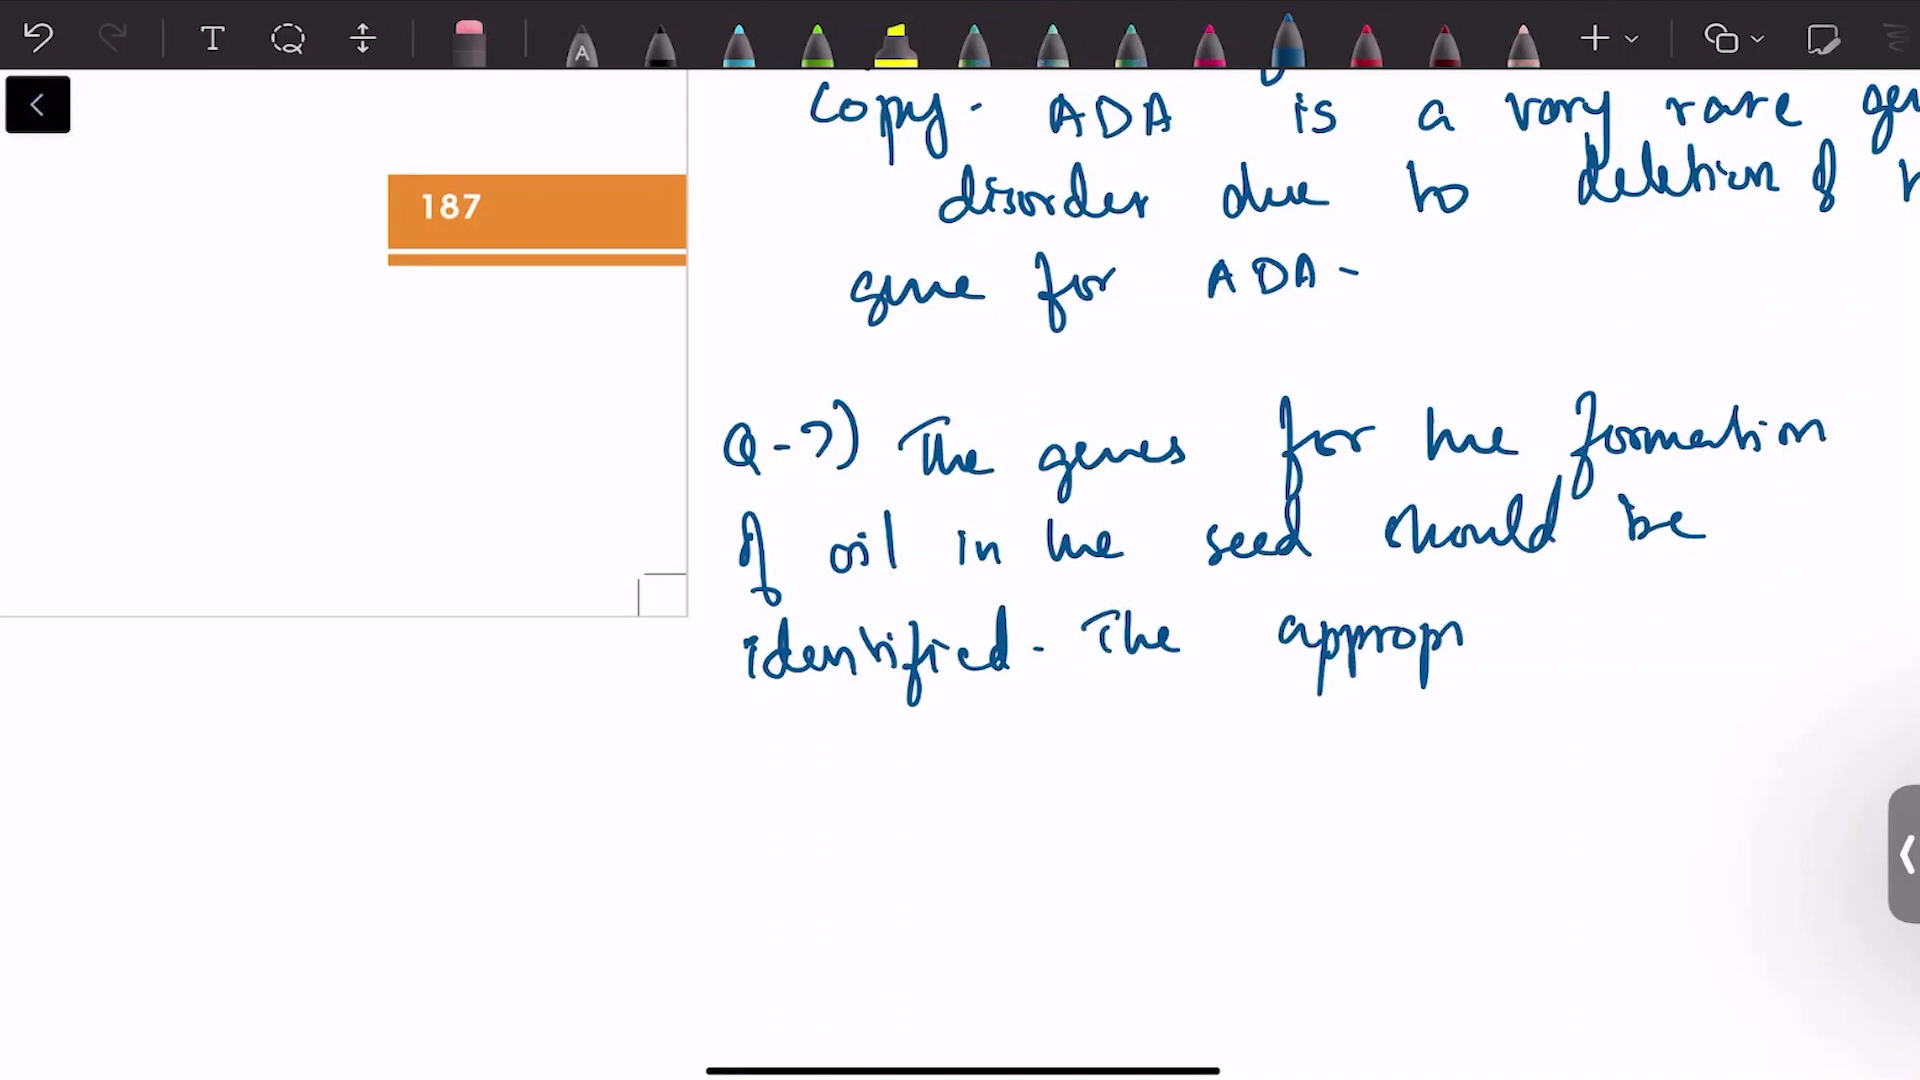 copy. ADA is a very rare gen
disorder due to deletion of
gene for ADA-
187
Q-7) The genes for the formation
of oil in the seed should be
identified. The approp